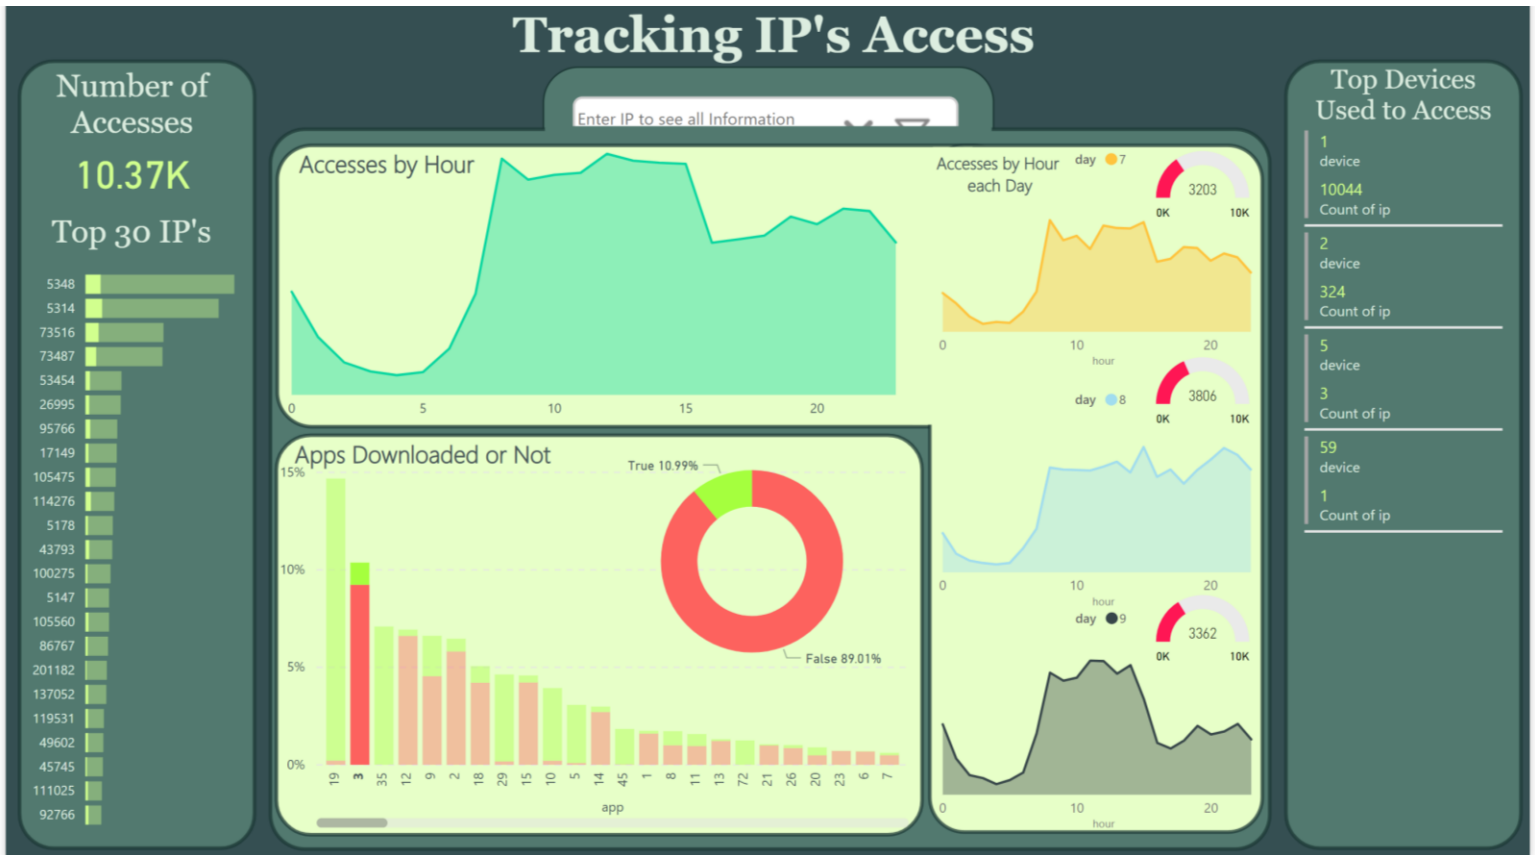 Tracking IP's Access
Number of
Accesses
10.37K
Top 30 IP's
5348
5314
73516
73487
53454
26995
95766
17149
105475
114276
5178
43793
100275
5147
105560
86767
201182
137052
119531
49602
45745
111025
92766
Enter IP to see all Information
Accesses by Hour
0 5 10 15 20
Apps Downloaded or Not
15%
10%
5%
0%
True 10.99%
False 89.01%
19 3 35 12 9 2 18 29 15 10 5 14 45 1 8 11 13 72 21 26 20 23 6 7
app
Accesses by Hour
each Day
day 7
3203
0K 10K
0 10 20
hour
day 8
3806
0K 10K
0 10 20
hour
day 9
3362
0K 10K
0 10 20
hour
Top Devices
Used to Access
1
device
10044
Count of ip
2
device
324
Count of ip
5
device
3
Count of ip
59
device
1
Count of ip